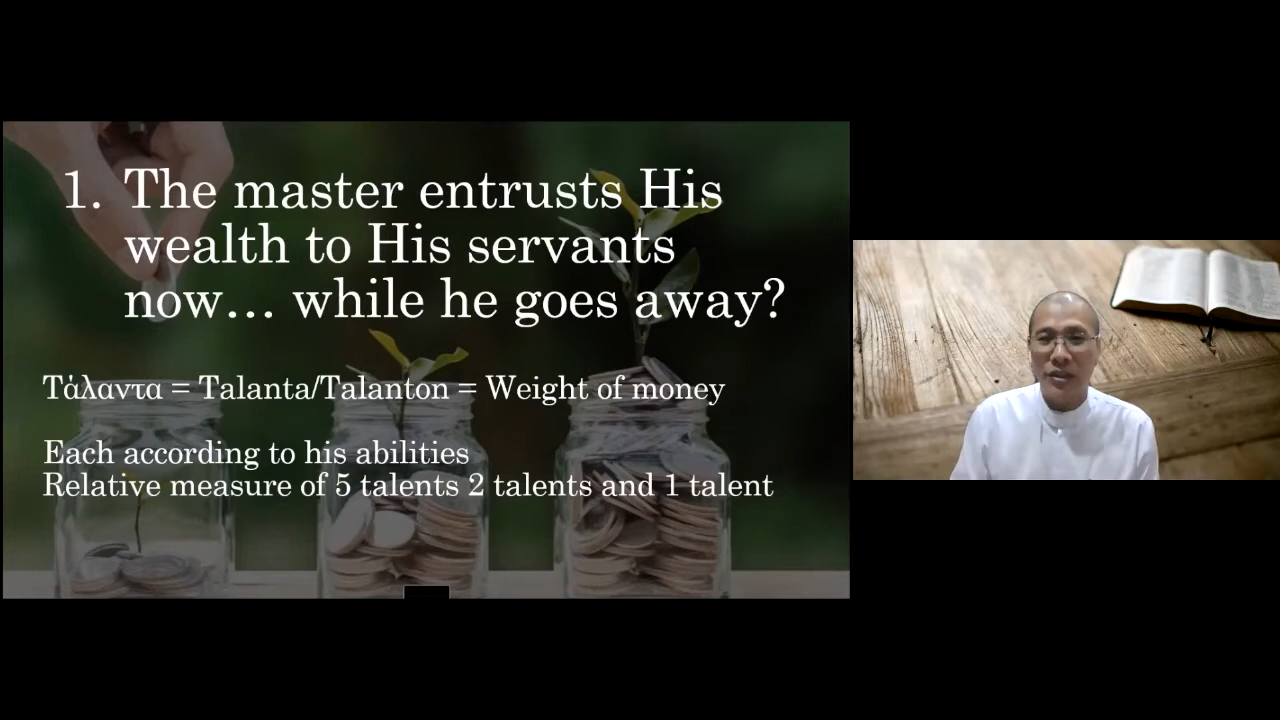 1. The master entrusts His
wealth to His servants
now… while he goes away?
Τάλαντα = Talanta/Talanton = Weight of money
Each according to his abilities
Relative measure of 5 talents 2 talents and 1 talent